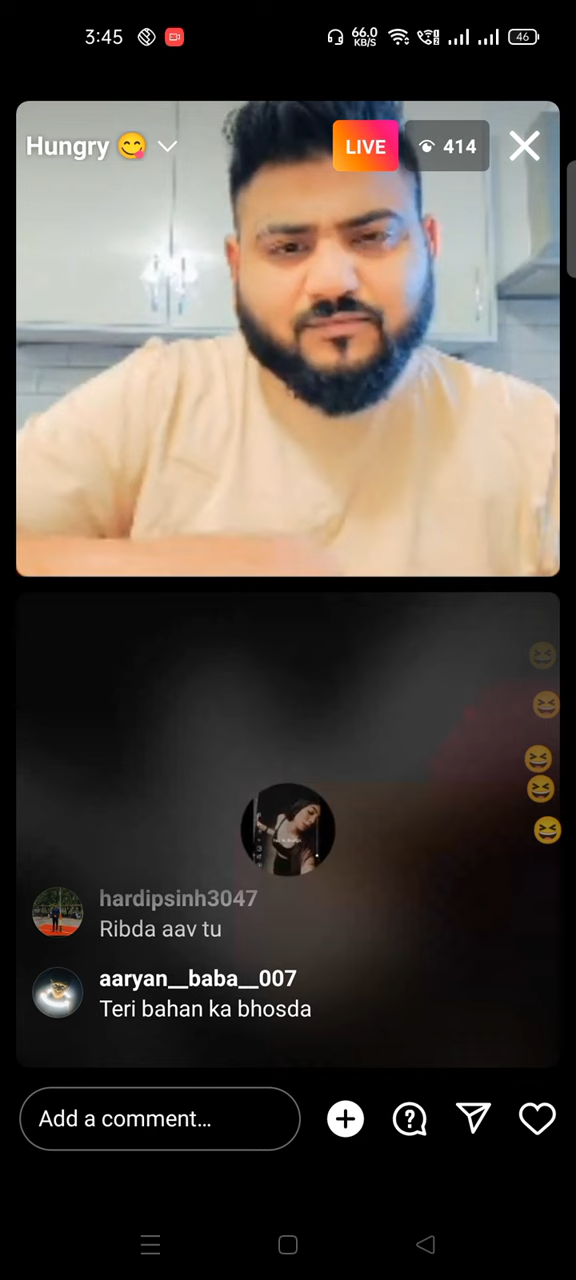 3:45
66.0
KB/S
46
Hungry 😋
LIVE
414
hardipsinh3047
Ribda aav tu
aaryan__baba__007
Teri bahan ka bhosda
Add a comment...